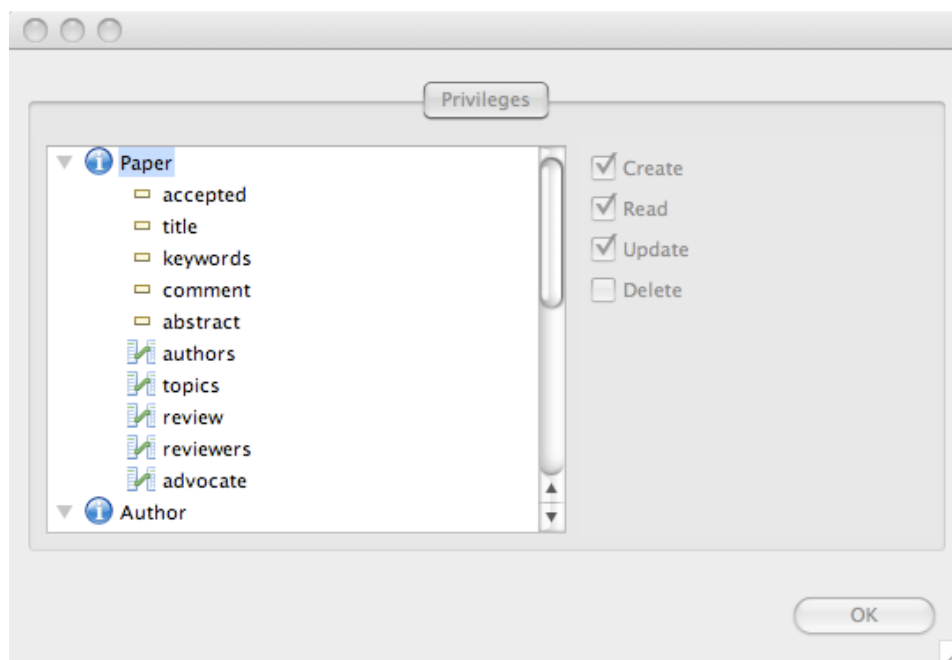 Privileges
Paper
accepted
title
keywords
comment
abstract
authors
topics
review
reviewers
advocate
Author
Create
Read
Update
Delete
OK